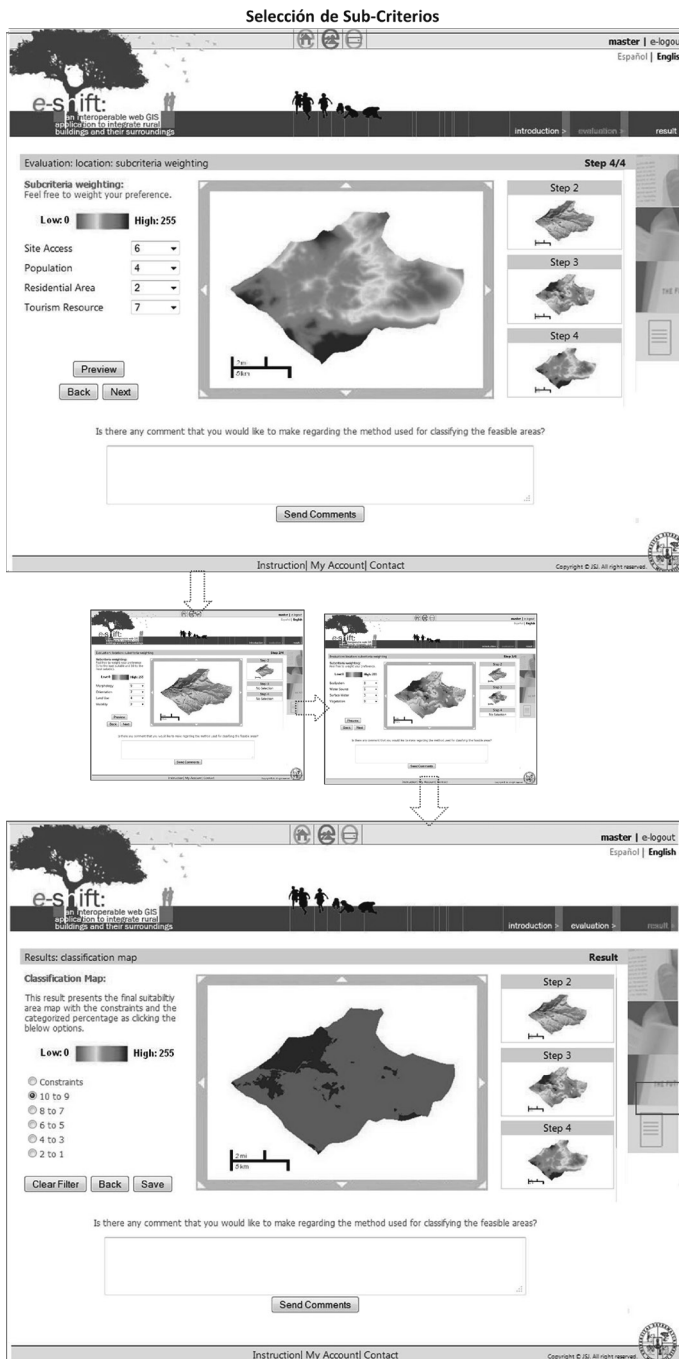 Selección de Sub-Criterios
master | e-logout
Español | English
e-s ift:
an interoperable web GIS
application to integrate rural
buildings and their surroundings
introduction > evaluation > result
Evaluation: location: subcriteria weighting Step 4/4
Subcriteria weighting:
Feel free to weight your preference.
Low: 0 High: 255
Site Access 6
Population 4
Residential Area 2
Tourism Resource 7
Preview
Back Next
2mi
5km
Step 2
Step 3
Step 4
Is there any comment that you would like to make regarding the method used for classifying the feasible areas?
Send Comments
Instruction| My Account| Contact
Copyright © JSJ. All right reserved.
master | e-logout
Español | English
e-s ift:
an interoperable web GIS
application to integrate rural
buildings and their surroundings
introduction > evaluation > result
Results: classification map Result
Classification Map:
This result presents the final suitabiltiy
area map with the constraints and the
categorized percentage as clicking the
blelow options.
Low: 0 High: 255
Constraints
10 to 9
8 to 7
6 to 5
4 to 3
2 to 1
Clear Filter Back Save
2 mi
5 km
Step 2
Step 3
Step 4
Is there any comment that you would like to make regarding the method used for classifying the feasible areas?
Send Comments
Instruction| My Account| Contact
Copyright © JSJ. All right reserved.